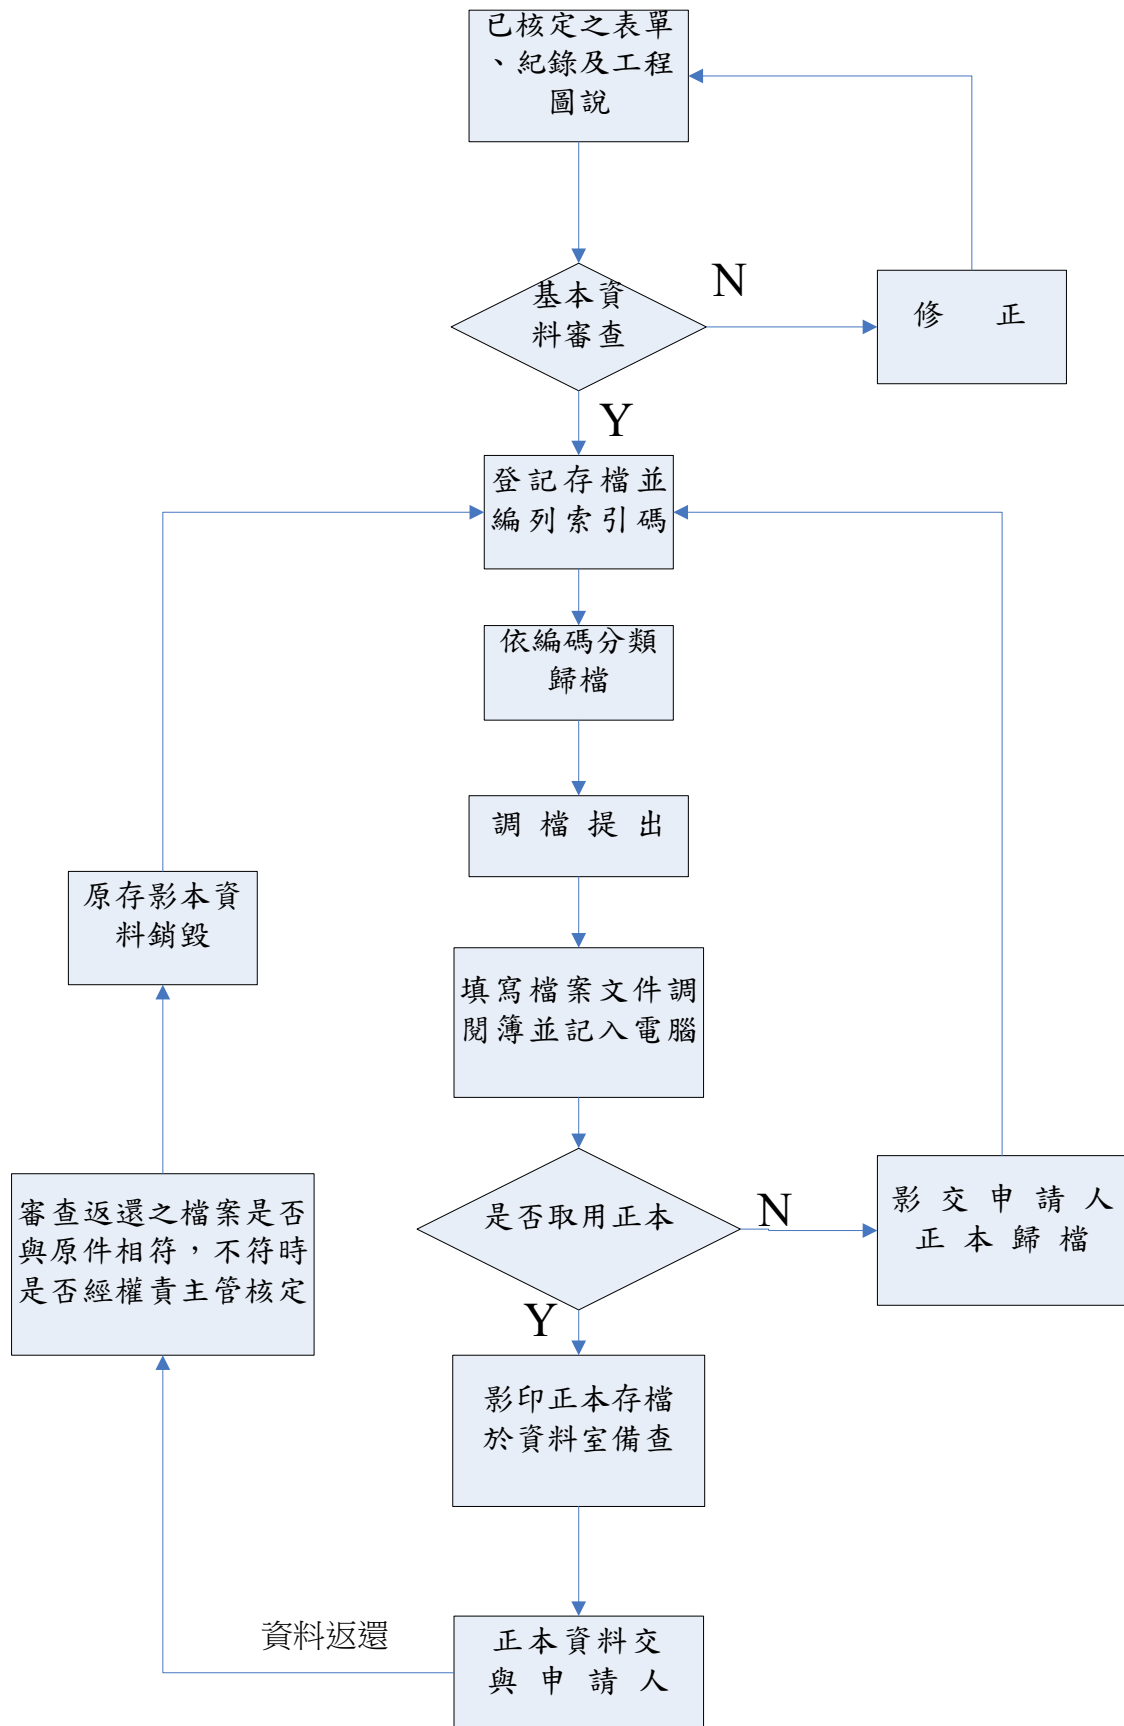 已核定之表單
、紀錄及工程
圖說
基本資
料審查
N
修 正
Y
登記存檔並
編列索引碼
依編碼分類
歸檔
調檔提出
原存影本資
料銷毀
填寫檔案文件調
閱簿並記入電腦
審查返還之檔案是否
與原件相符，不符時
是否經權責主管核定
是否取用正本
N
影交申請人
正本歸檔
Y
影印正本存檔
於資料室備查
資料返還
正本資料交
與申請人